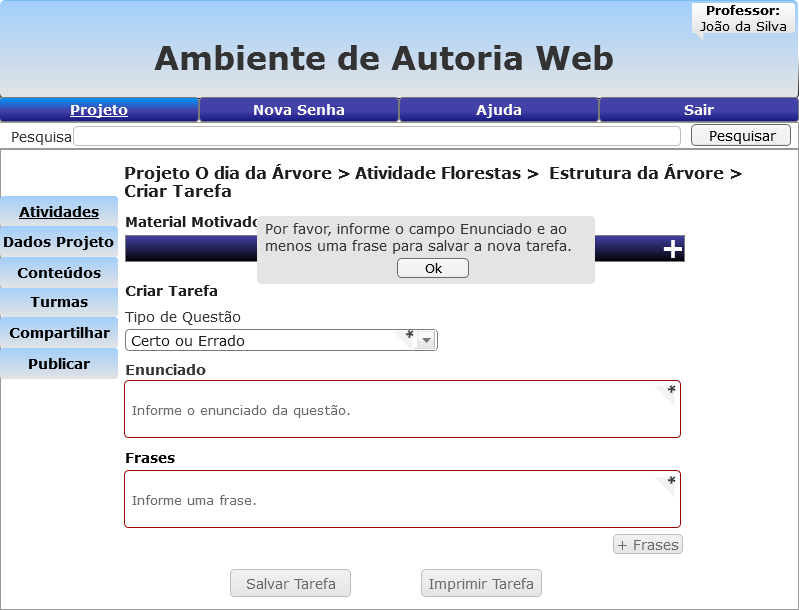 Professor:
João da Silva
Ambiente de Autoria Web
Projeto
Nova Senha
Ajuda
Sair
Pesquisa
Pesquisar
Projeto O dia da Árvore > Atividade Florestas > Estrutura da Árvore >
Criar Tarefa
Atividades
Dados Projeto
Conteúdos
Turmas
Compartilhar
Publicar
Material Motivado
+
Por favor, informe o campo Enunciado e ao
menos uma frase para salvar a nova tarefa.
Ok
Criar Tarefa
Tipo de Questão
Certo ou Errado *
Enunciado
*
Informe o enunciado da questão.
Frases
*
Informe uma frase.
+ Frases
Salvar Tarefa
Imprimir Tarefa